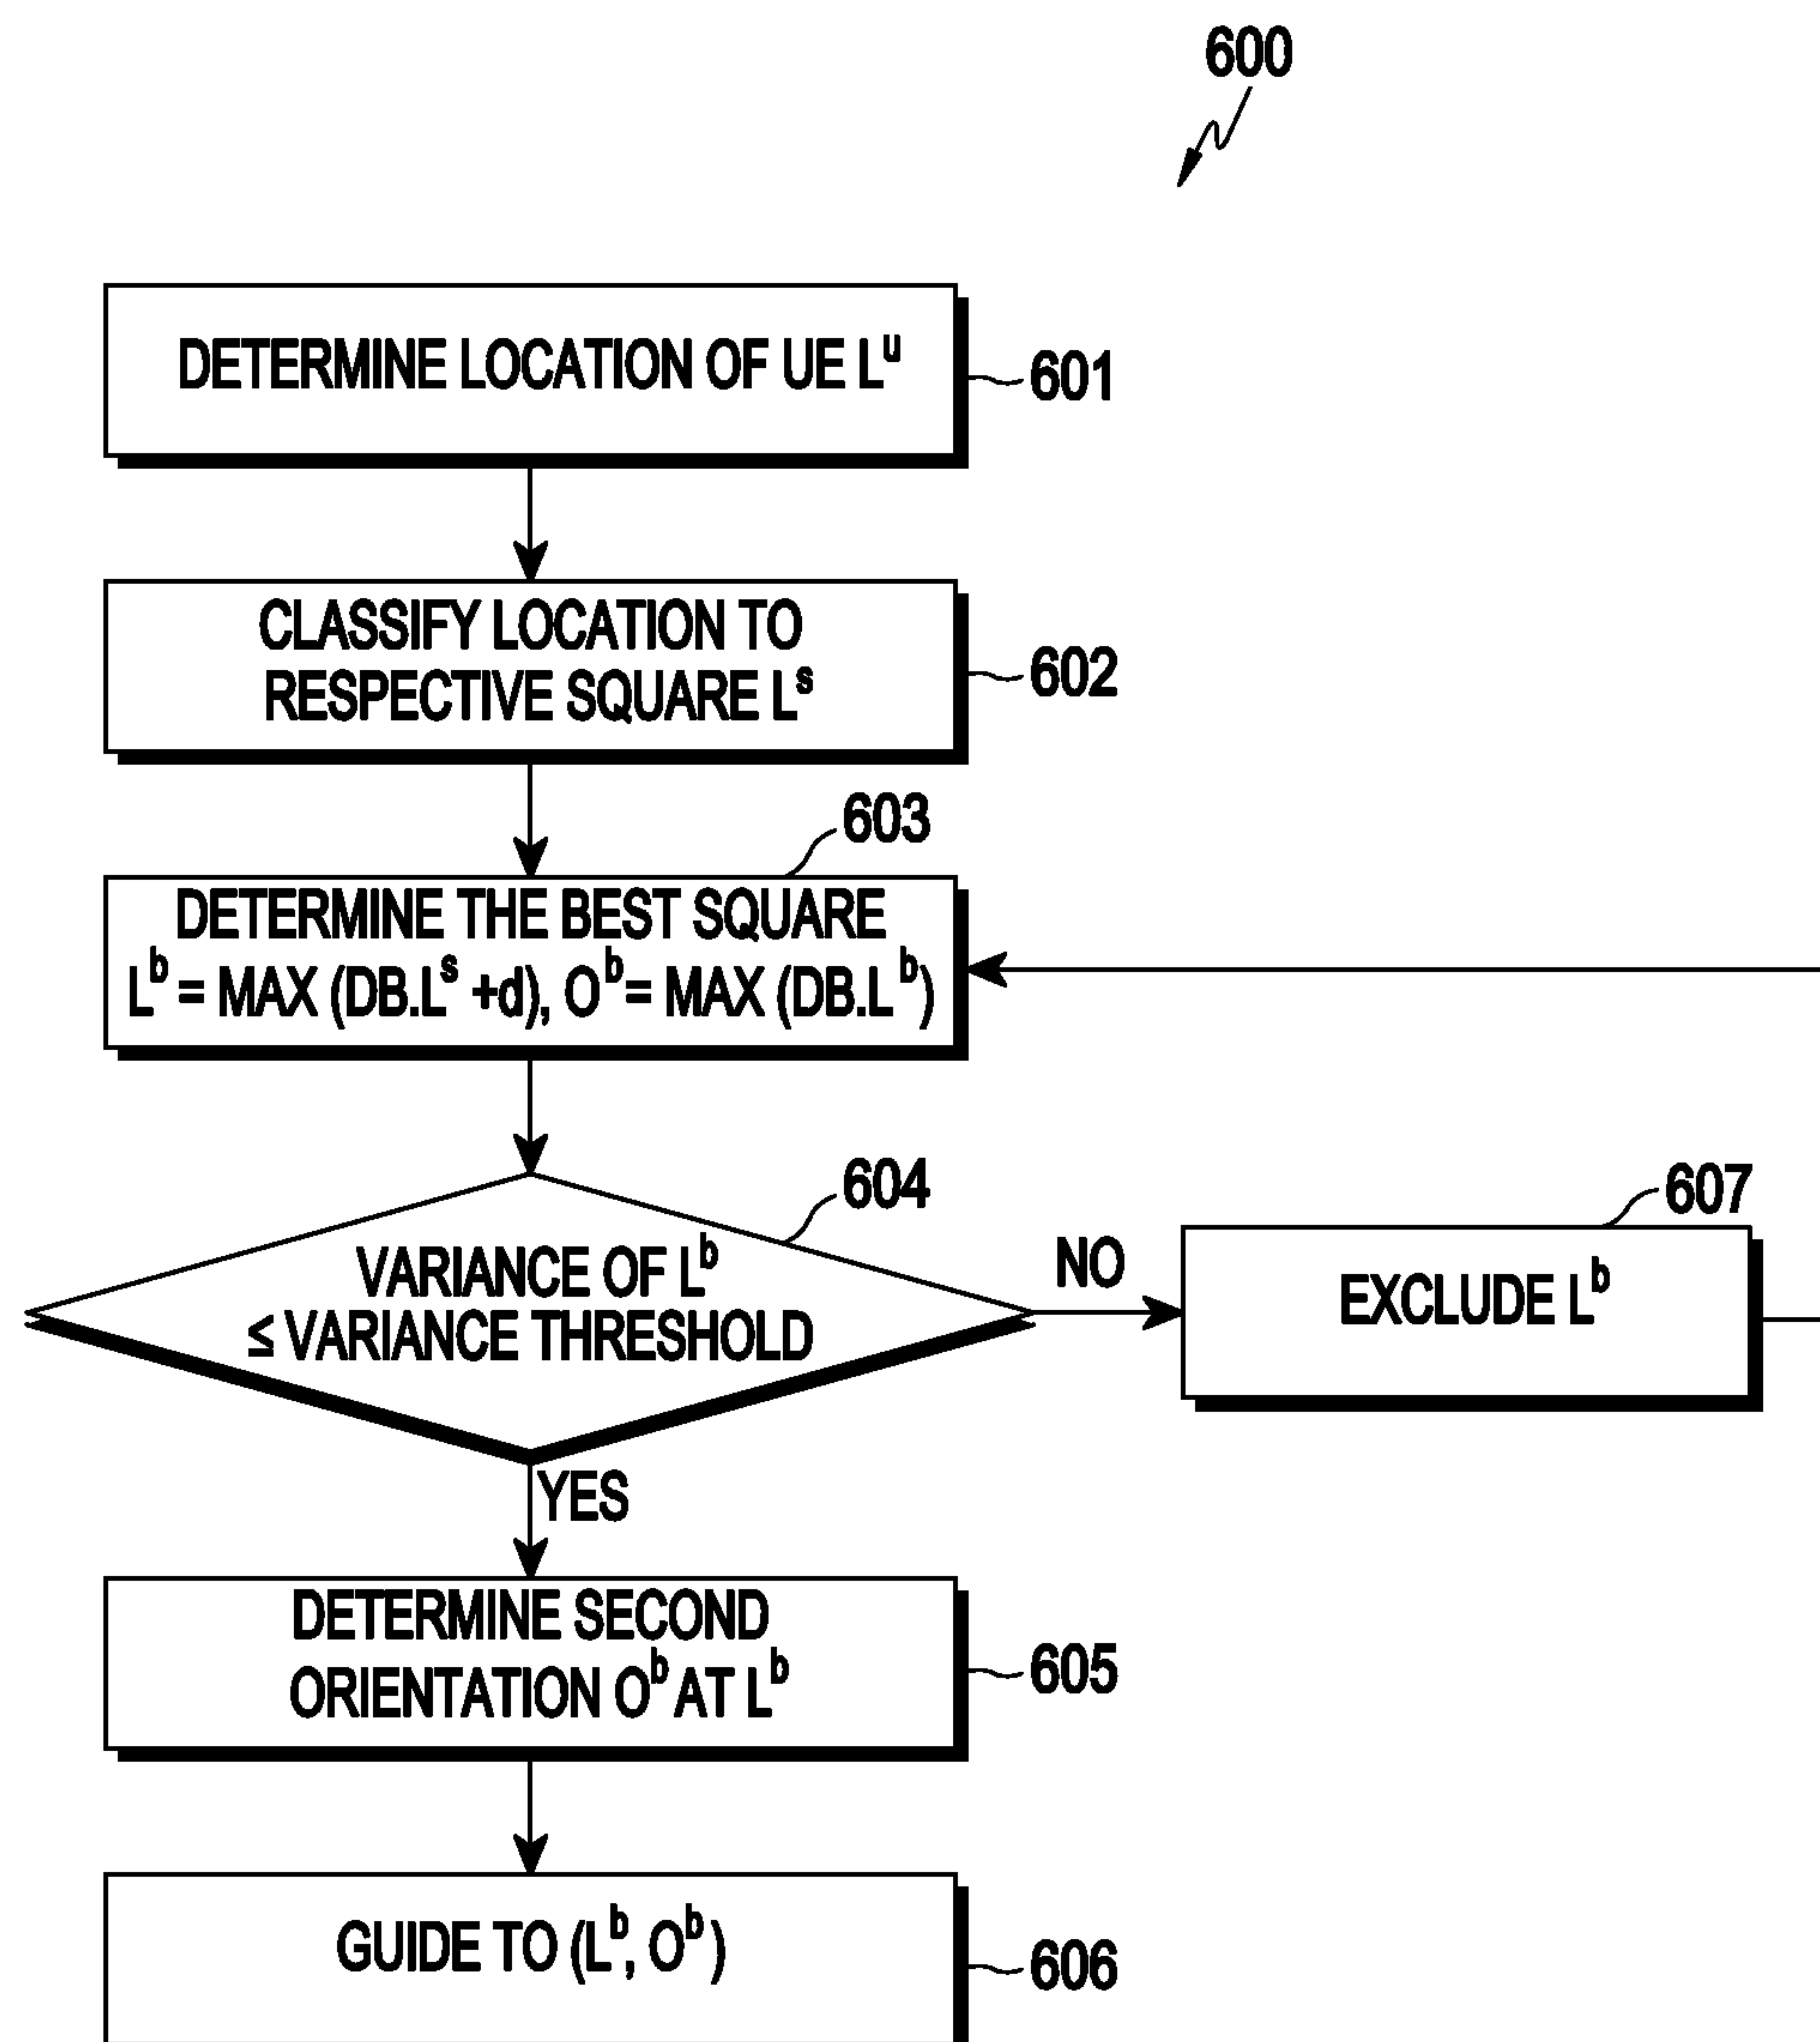 600
DETERMINE LOCATION OF UE L^u
601
CLASSIFY LOCATION TO
RESPECTIVE SQUARE L^s
602
603
DETERMINE THE BEST SQUARE
L^b = MAX (DB.L^s +d), O^b = MAX (DB.L^b)
604
VARIANCE OF L^b
≤ VARIANCE THRESHOLD
NO
607
EXCLUDE L^b
YES
DETERMINE SECOND
ORIENTATION O^b AT L^b
605
GUIDE TO (L^b, O^b)
606